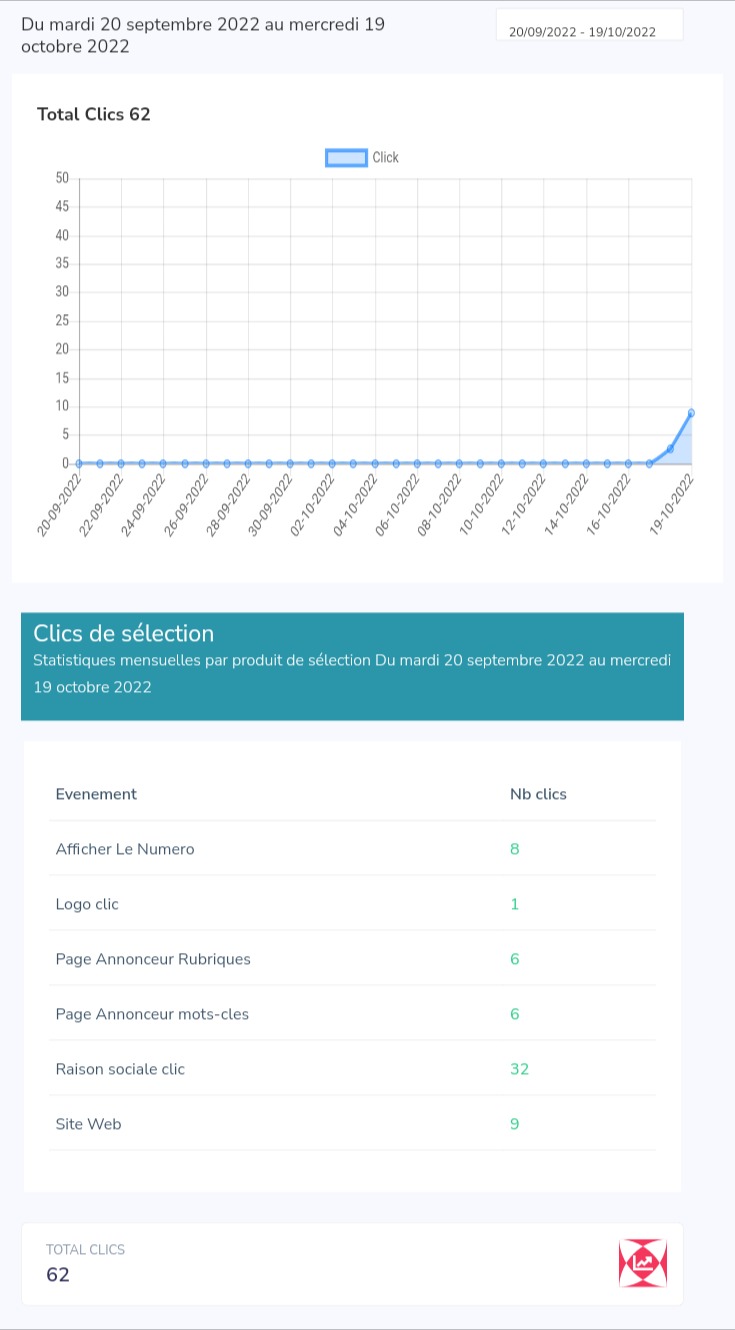 Du mardi 20 septembre 2022 au mercredi 19
octobre 2022
20/09/2022 - 19/10/2022
Total Clics 62
Click
50
45
40
35
30
25
20
15
10
5
0
20-09-2022
22-09-2022
24-09-2022
26-09-2022
28-09-2022
30-09-2022
02-10-2022
04-10-2022
06-10-2022
08-10-2022
10-10-2022
12-10-2022
14-10-2022
16-10-2022
19-10-2022
Clics de sélection
Statistiques mensuelles par produit de sélection Du mardi 20 septembre 2022 au mercredi
19 octobre 2022
Evenement Nb clics
Afficher Le Numero 8
Logo clic 1
Page Annonceur Rubriques 6
Page Annonceur mots-cles 6
Raison sociale clic 32
Site Web 9
TOTAL CLICS
62